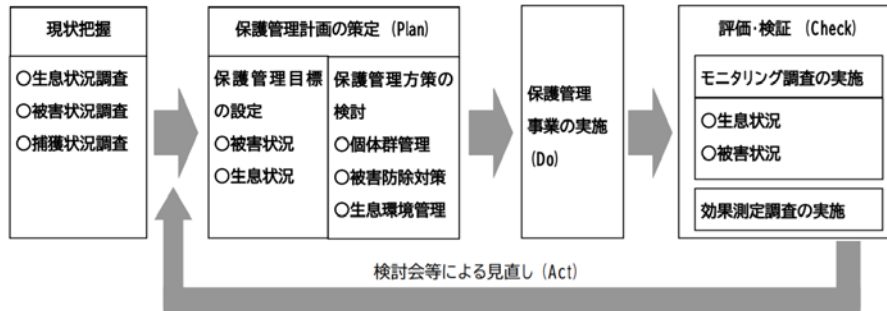 現状把握
○生息状況調査
○被害状況調査
○捕獲状況調査
保護管理計画の策定 (Plan)
保護管理目標
の設定
○被害状況
○生息状況
保護管理方策の
検討
○個体群管理
○被害防除対策
○生息環境管理
保護管理
事業の実施
(Do)
評価・検証 (Check)
モニタリング調査の実施
○生息状況
○被害状況
効果測定調査の実施
検討会等による見直し (Act)